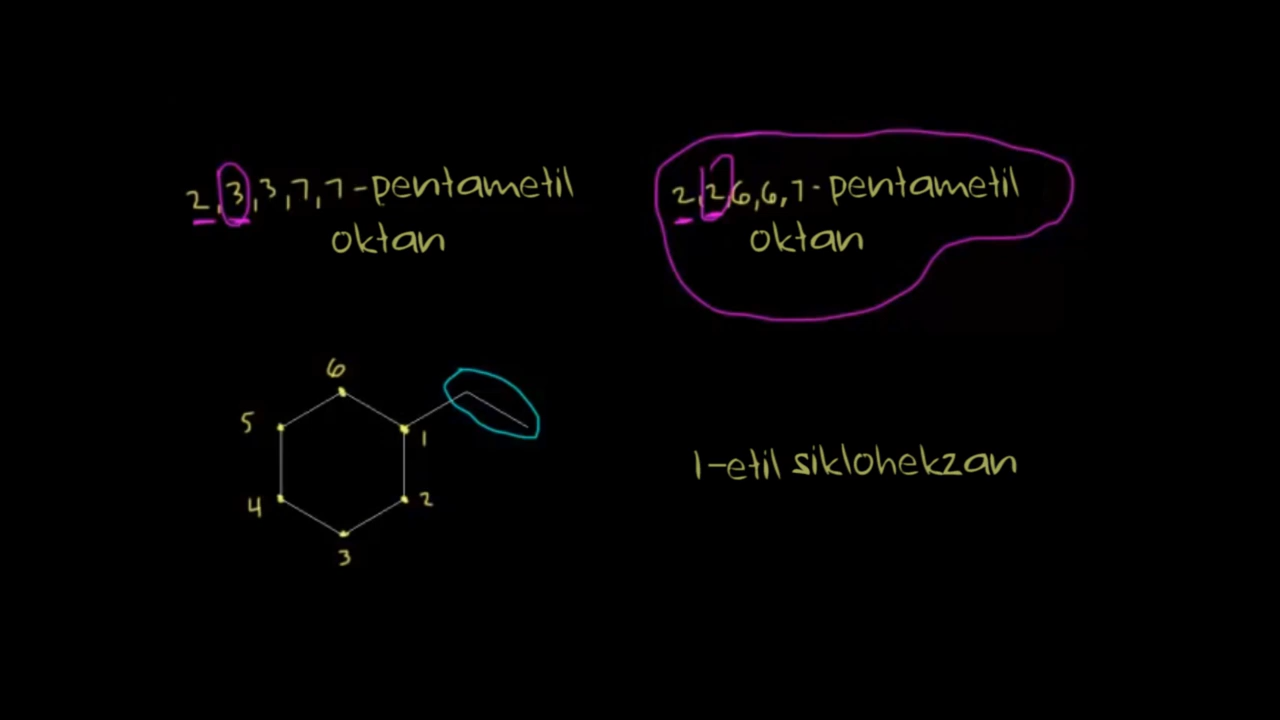 2,3,3,7,7-pentametil
oktan
2,2,6,6,7-pentametil
oktan
6
5
1
4
2
3
1-etil siklohekzan